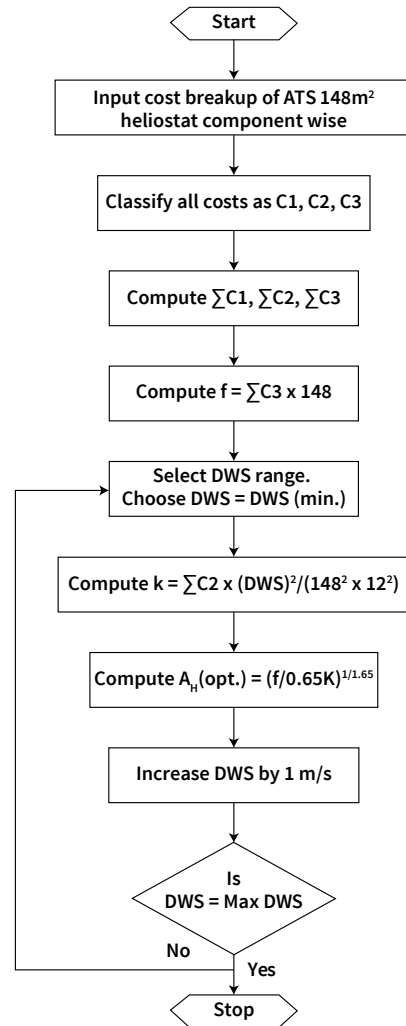 Start
Input cost breakup of ATS 148m²
heliostat component wise
Classify all costs as C1, C2, C3
Compute ∑C1, ∑C2, ∑C3
Compute f = ∑C3 x 148
Select DWS range.
Choose DWS = DWS (min.)
Compute k = ∑C2 x (DWS)²/(148² x 12²)
Compute A_H(opt.) = (f/0.65K)^1/1.65
Increase DWS by 1 m/s
Is
DWS = Max DWS
No
Yes
Stop